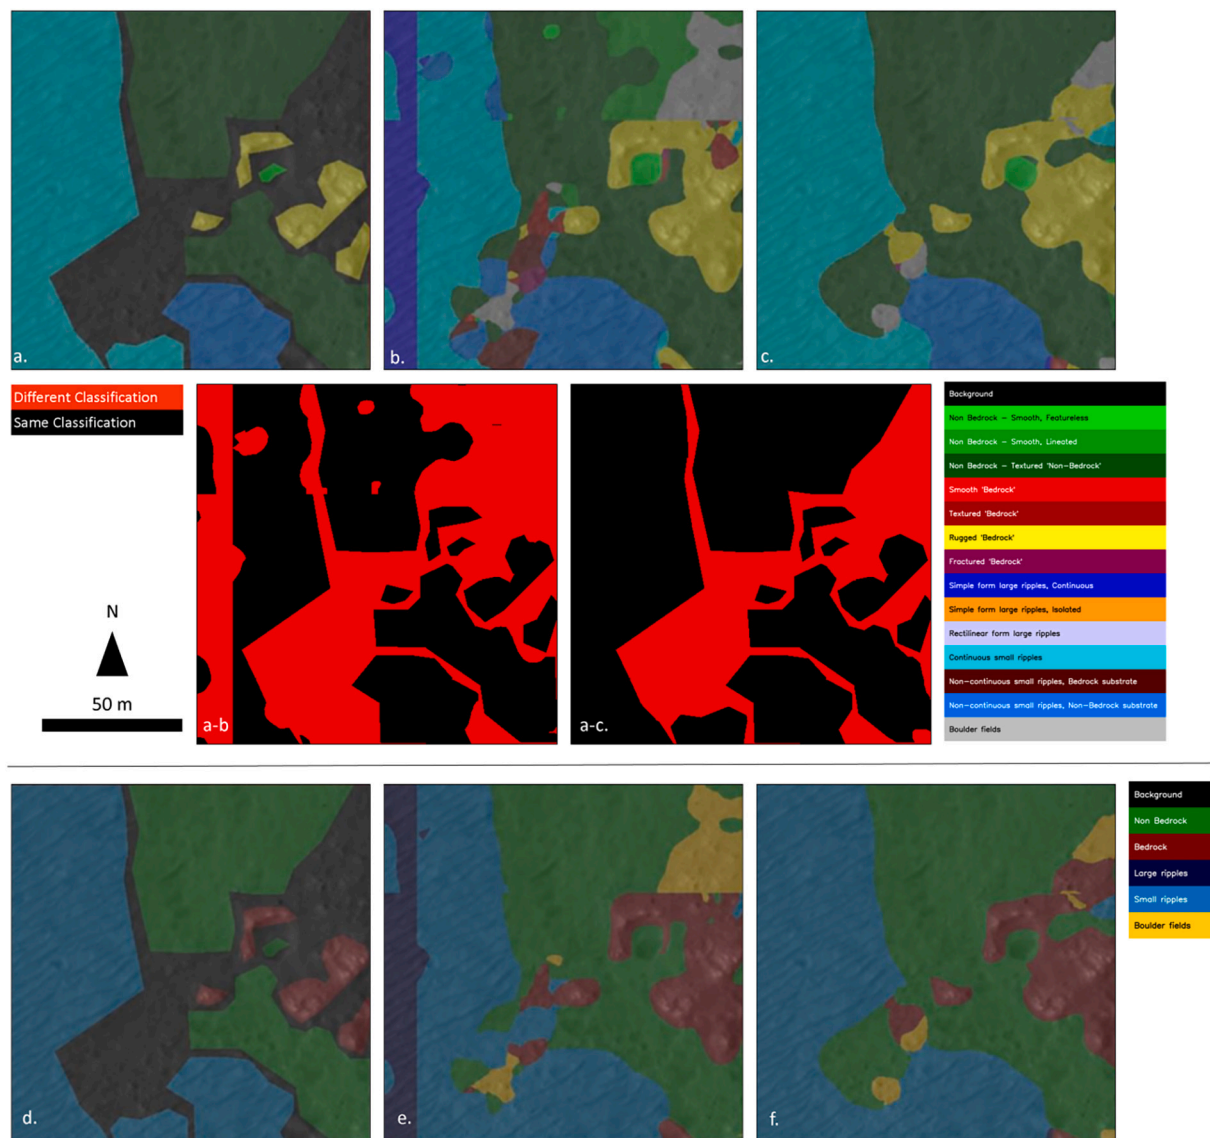 a.
b.
c.
Different Classification
Same Classification
N
50 m
a-b
a-c.
Background
Non Bedrock – Smooth, Featureless
Non Bedrock – Smooth, Lineated
Non Bedrock – Textured 'Non-Bedrock'
Smooth 'Bedrock'
Textured 'Bedrock'
Rugged 'Bedrock'
Fractured 'Bedrock'
Simple form large ripples, Continuous
Simple form large ripples, Isolated
Rectilinear form large ripples
Continuous small ripples
Non-continuous small ripples, Bedrock substrate
Non-continuous small ripples, Non-Bedrock substrate
Boulder fields
d.
e.
f.
Background
Non Bedrock
Bedrock
Large ripples
Small ripples
Boulder fields